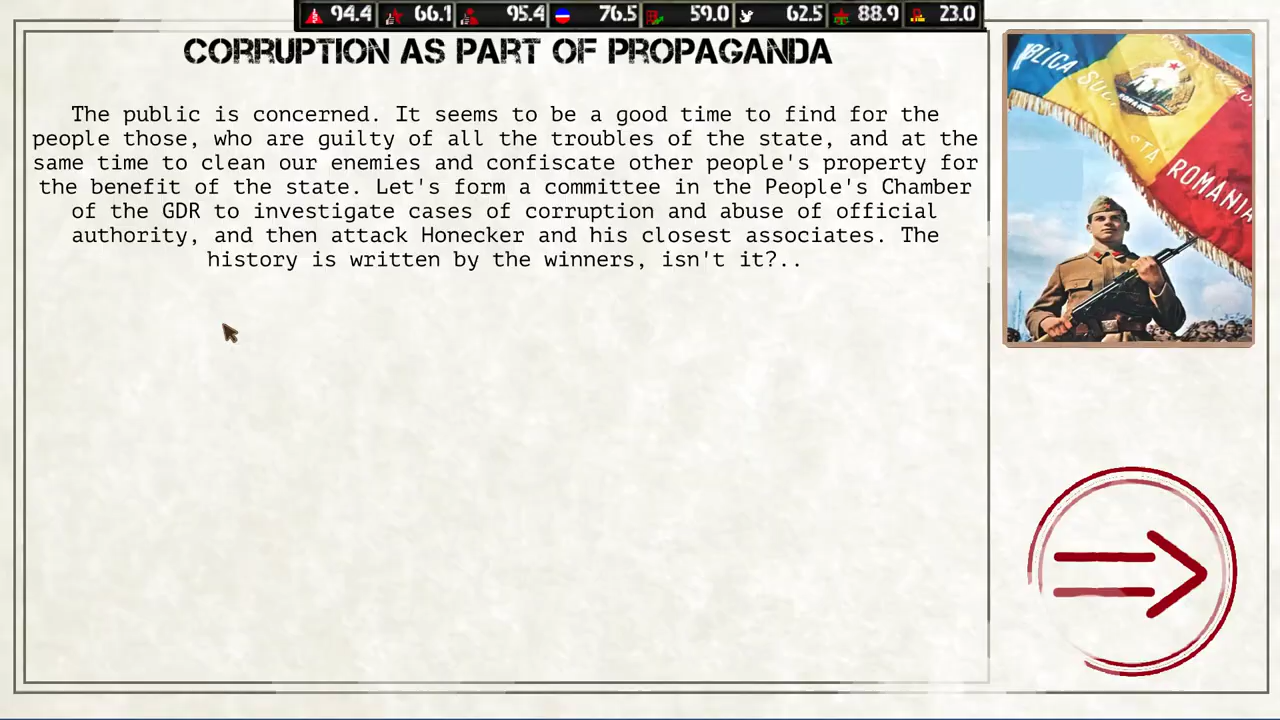 94.4 66.1 95.4 76.5 59.0 62.5 88.9 23.0
CORRUPTION AS PART OF PROPAGANDA
The public is concerned. It seems to be a good time to find for the
people those, who are guilty of all the troubles of the state, and at the
same time to clean our enemies and confiscate other people's property for
the benefit of the state. Let's form a committee in the People's Chamber
of the GDR to investigate cases of corruption and abuse of official
authority, and then attack Honecker and his closest associates. The
history is written by the winners, isn't it?..
BLICA
ROMANIA